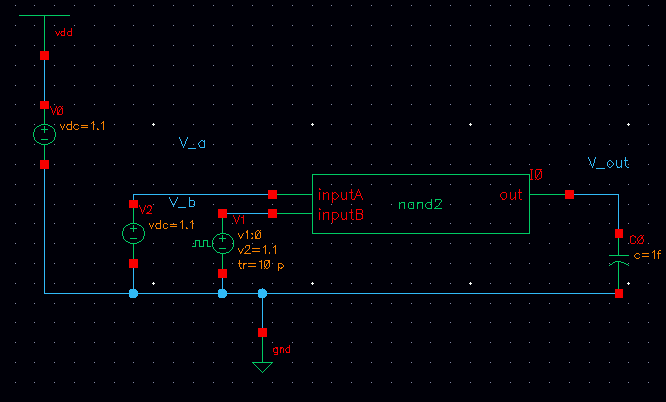 vdd
V0
vdc=1.1
V_a
I0
V_out
inputA
out
V_b
nand2
V2
V1
inputB
vdc=1.1
v1:0
C0
v2=1.1
c=1f
tr=10 p
gnd